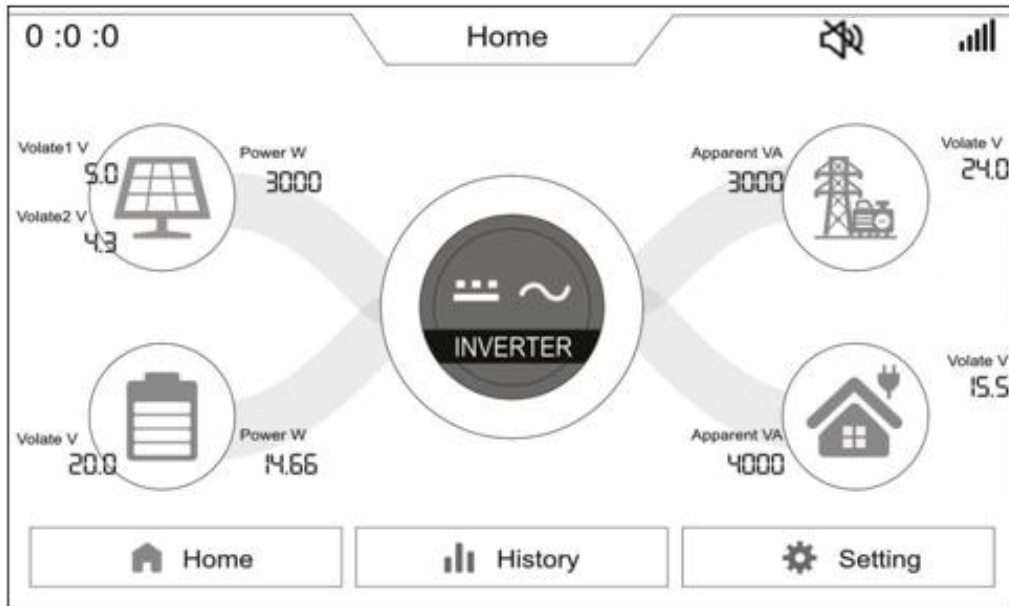 0 :0 :0
Home
Volate1 V
5.0
Power W
3000
Volate2 V
4.3
Apparent VA
3000
Volate V
24.0
INVERTER
Volate V
20.0
Power W
14.66
Apparent VA
4000
Volate V
15.5
Home
History
Setting